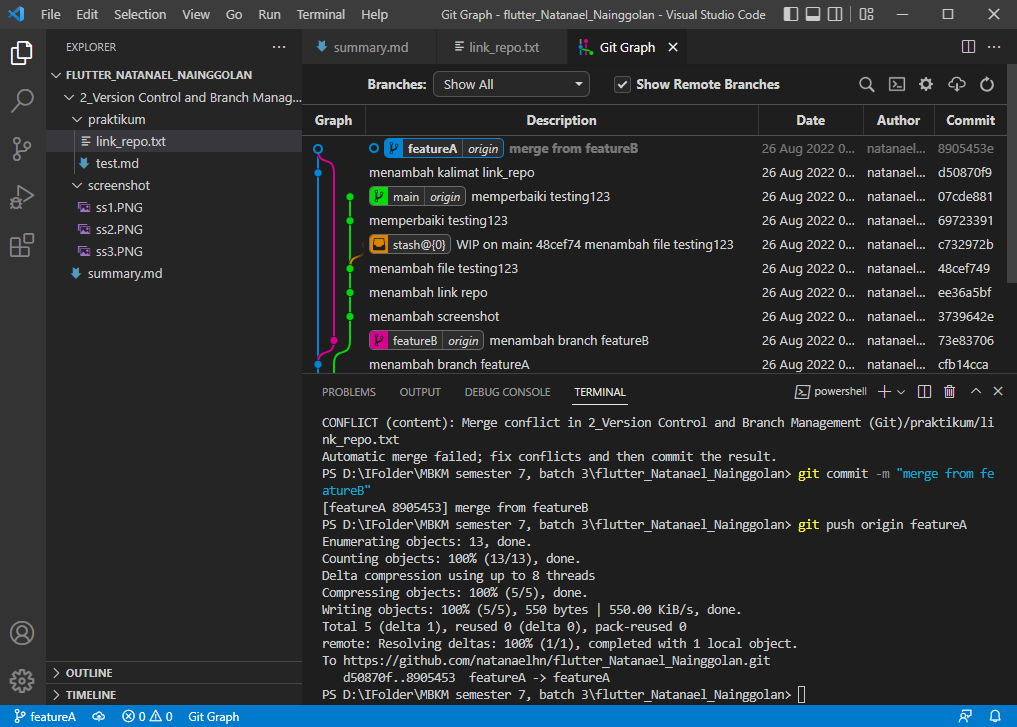 File Edit Selection View Go Run Terminal Help Git Graph - flutter_Natanael_Nainggolan - Visual Studio Code
EXPLORER
FLUTTER_NATANAEL_NAINGGOLAN
2_Version Control and Branch Manag...
praktikum
link_repo.txt
test.md
screenshot
ss1.PNG
ss2.PNG
ss3.PNG
summary.md
OUTLINE
TIMELINE
summary.md link_repo.txt Git Graph
Branches: Show All Show Remote Branches
Graph Description Date Author Commit
featureA origin merge from featureB 26 Aug 2022 0... natanael... 8905453e
menambah kalimat link_repo 26 Aug 2022 0... natanael... d50870f9
main origin memperbaiki testing123 26 Aug 2022 0... natanael... 07cde881
memperbaiki testing123 26 Aug 2022 0... natanael... 69723391
stash@{0} WIP on main: 48cef74 menambah file testing123 26 Aug 2022 0... natanael... c732972b
menambah file testing123 26 Aug 2022 0... natanael... 48cef749
menambah link repo 26 Aug 2022 0... natanael... ee36a5bf
menambah screenshot 26 Aug 2022 0... natanael... 3739642e
featureB origin menambah branch featureB 26 Aug 2022 0... natanael... 73e83706
menambah branch featureA 26 Aug 2022 0... natanael... cfb14cca
PROBLEMS OUTPUT DEBUG CONSOLE TERMINAL powershell
CONFLICT (content): Merge conflict in 2_Version Control and Branch Management (Git)/praktikum/li
nk_repo.txt
Automatic merge failed; fix conflicts and then commit the result.
PS D:\IFolder\MBKM semester 7, batch 3\flutter_Natanael_Nainggolan> git commit -m "merge from fe
atureB"
[featureA 8905453] merge from featureB
PS D:\IFolder\MBKM semester 7, batch 3\flutter_Natanael_Nainggolan> git push origin featureA
Enumerating objects: 13, done.
Counting objects: 100% (13/13), done.
Delta compression using up to 8 threads
Compressing objects: 100% (5/5), done.
Writing objects: 100% (5/5), 550 bytes | 550.00 KiB/s, done.
Total 5 (delta 1), reused 0 (delta 0), pack-reused 0
remote: Resolving deltas: 100% (1/1), completed with 1 local object.
To https://github.com/natanaelhn/flutter_Natanael_Nainggolan.git
d50870f..8905453 featureA -> featureA
PS D:\IFolder\MBKM semester 7, batch 3\flutter_Natanael_Nainggolan>
featureA 0 0 Git Graph